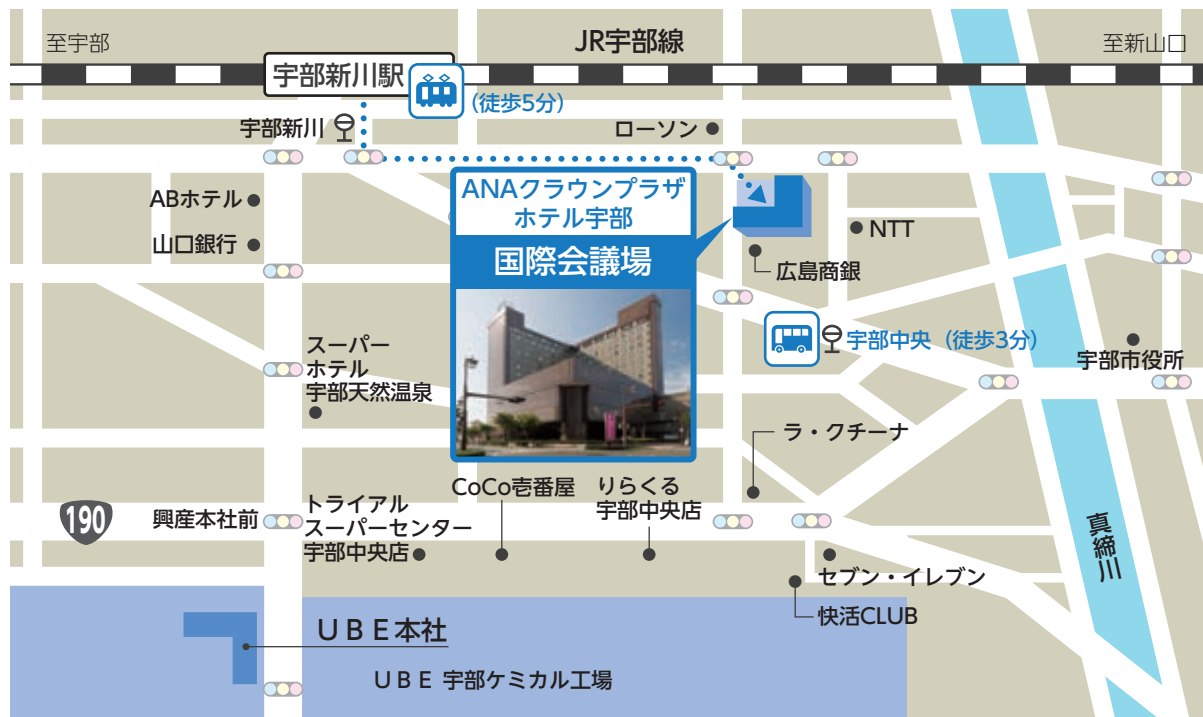 至宇部
JR宇部線
至新山口
宇部新川駅
(徒歩5分)
宇部新川
ローソン
ABホテル
山口銀行
ANAクラウンプラザ
ホテル宇部
国際会議場
NTT
広島商銀
宇部中央(徒歩3分)
宇部市役所
スーパー
ホテル
宇部天然温泉
ラ・クチーナ
CoCo壱番屋
りらくる
宇部中央店
190
興産本社前
トライアル
スーパーセンター
宇部中央店
真締川
セブン・イレブン
快活CLUB
UBE本社
UBE 宇部ケミカル工場